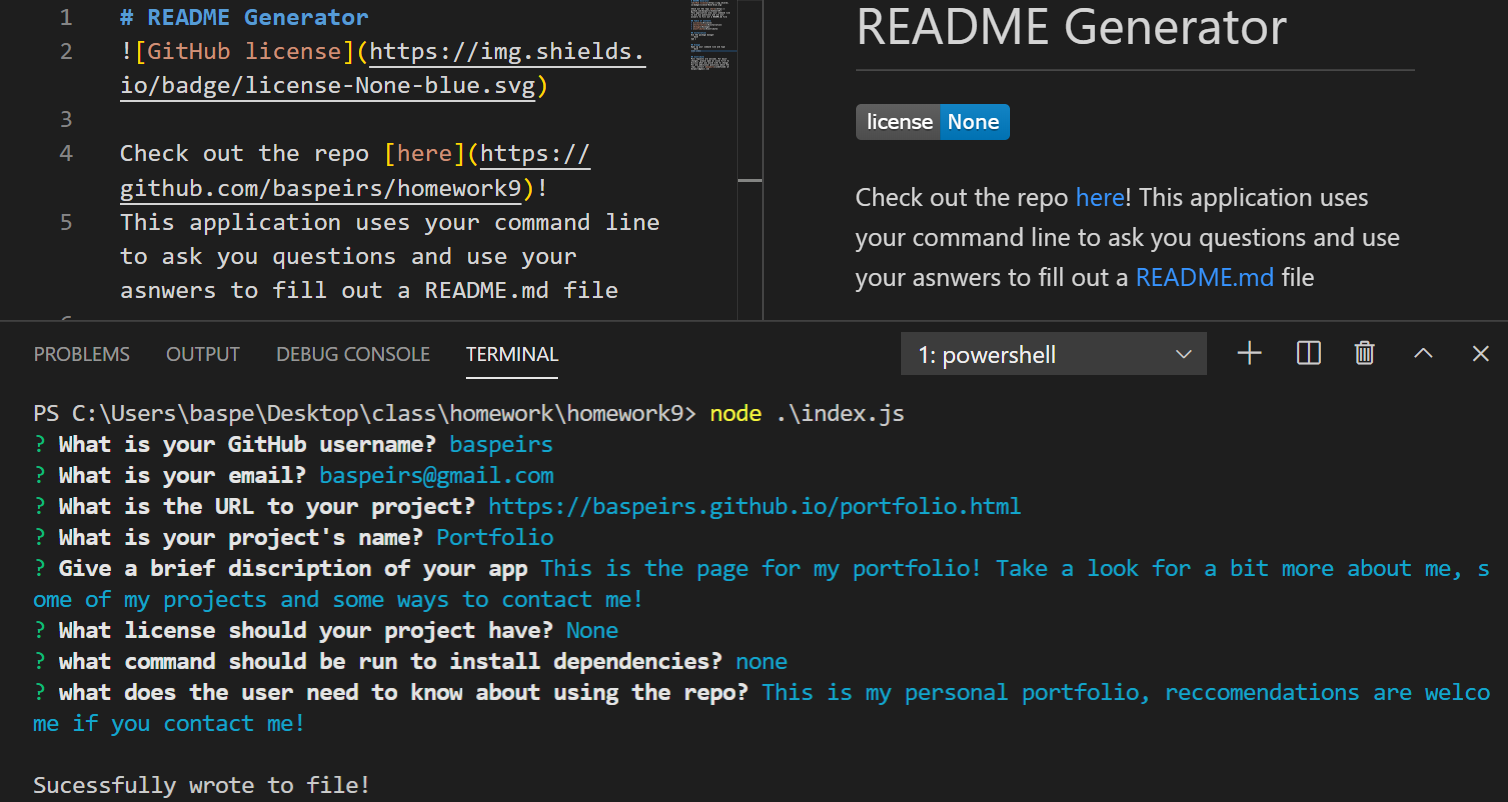 1 # README Generator
2 ![GitHub license](https://img.shields.
io/badge/license-None-blue.svg)
3
4 Check out the repo [here](https://
github.com/baspeirs/homework9)!
5 This application uses your command line
to ask you questions and use your
asnwers to fill out a README.md file
README Generator
license None
Check out the repo here! This application uses
your command line to ask you questions and use
your asnwers to fill out a README.md file
PROBLEMS OUTPUT DEBUG CONSOLE TERMINAL 1: powershell
PS C:\Users\baspe\Desktop\class\homework\homework9> node .\index.js
? What is your GitHub username? baspeirs
? What is your email? baspeirs@gmail.com
? What is the URL to your project? https://baspeirs.github.io/portfolio.html
? What is your project's name? Portfolio
? Give a brief discription of your app This is the page for my portfolio! Take a look for a bit more about me, s
ome of my projects and some ways to contact me!
? What license should your project have? None
? what command should be run to install dependencies? none
? what does the user need to know about using the repo? This is my personal portfolio, reccomendations are welco
me if you contact me!
Sucessfully wrote to file!